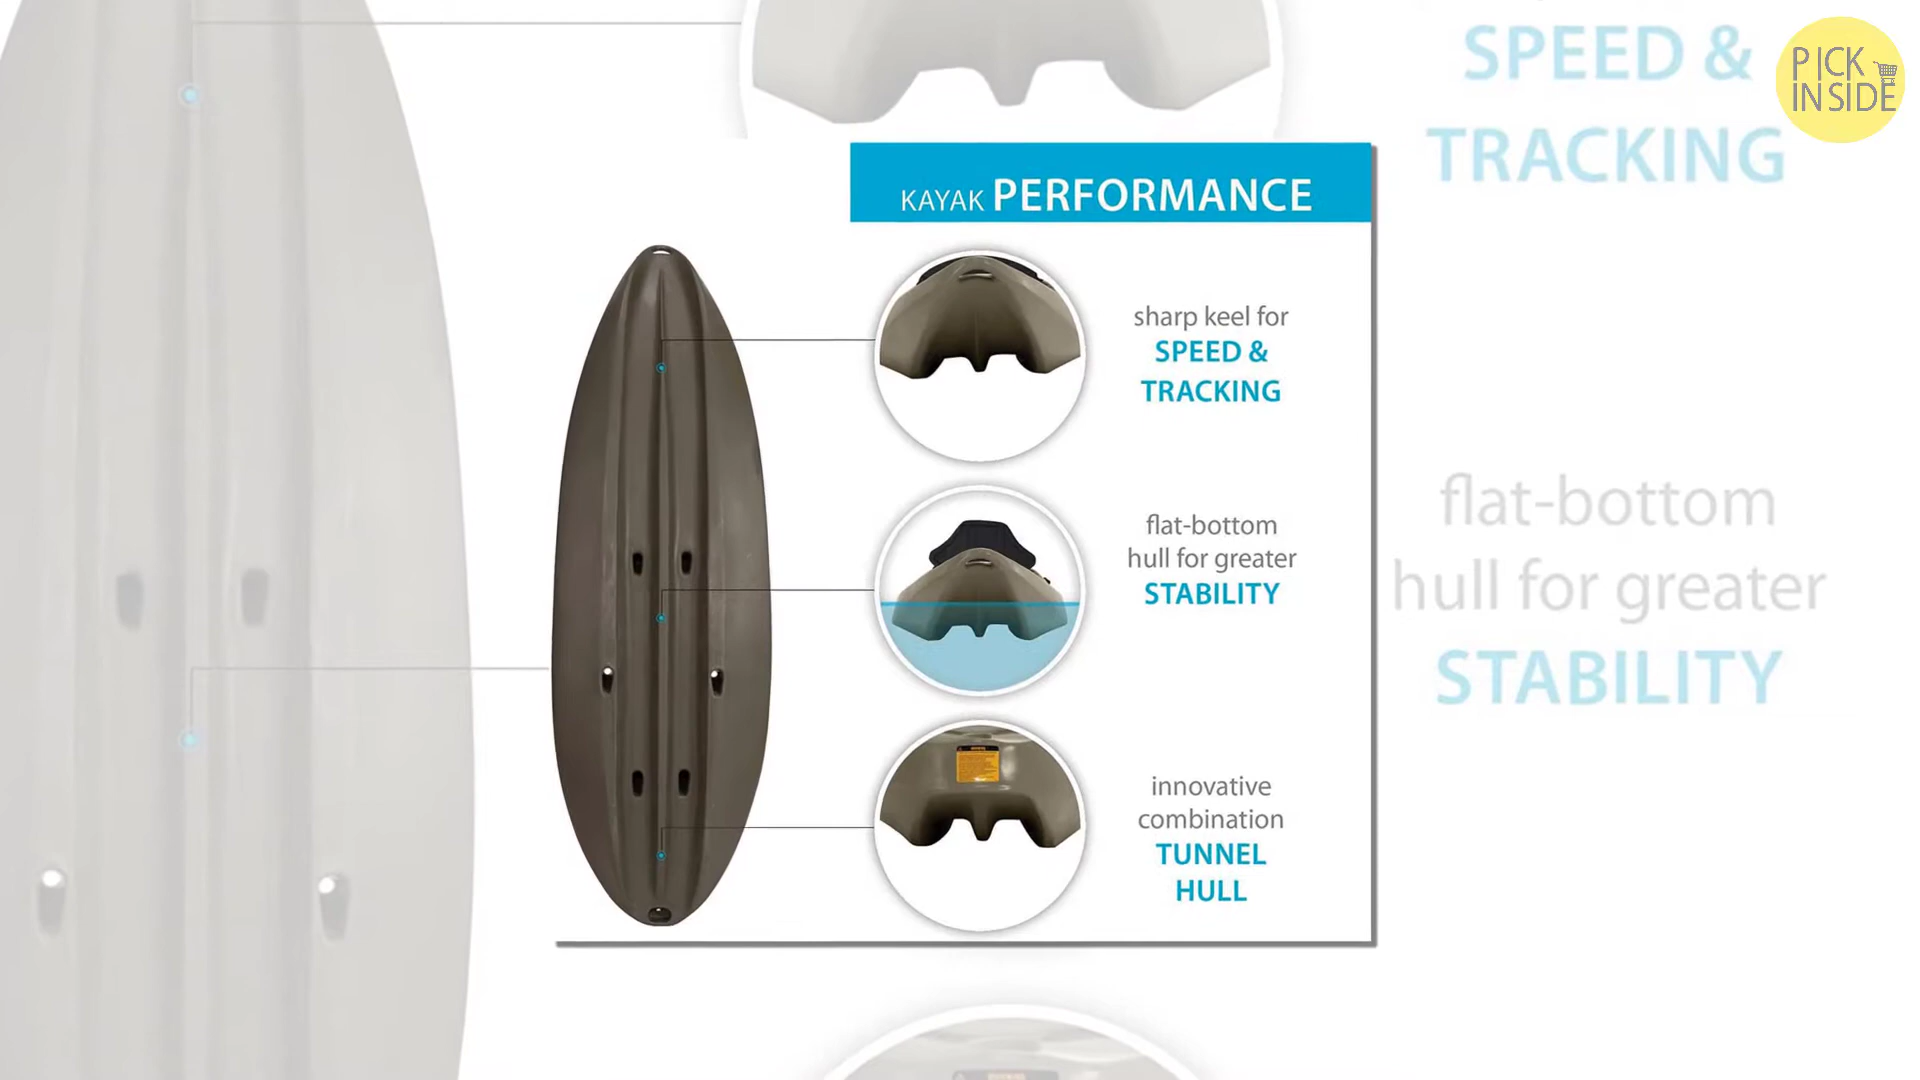 SPEED &
TRACKING
PICK
INSIDE
KAYAK PERFORMANCE
sharp keel for
SPEED &
TRACKING
flat-bottom
hull for greater
STABILITY
innovative
combination
TUNNEL
HULL
flat-bottom
hull for greater
STABILITY